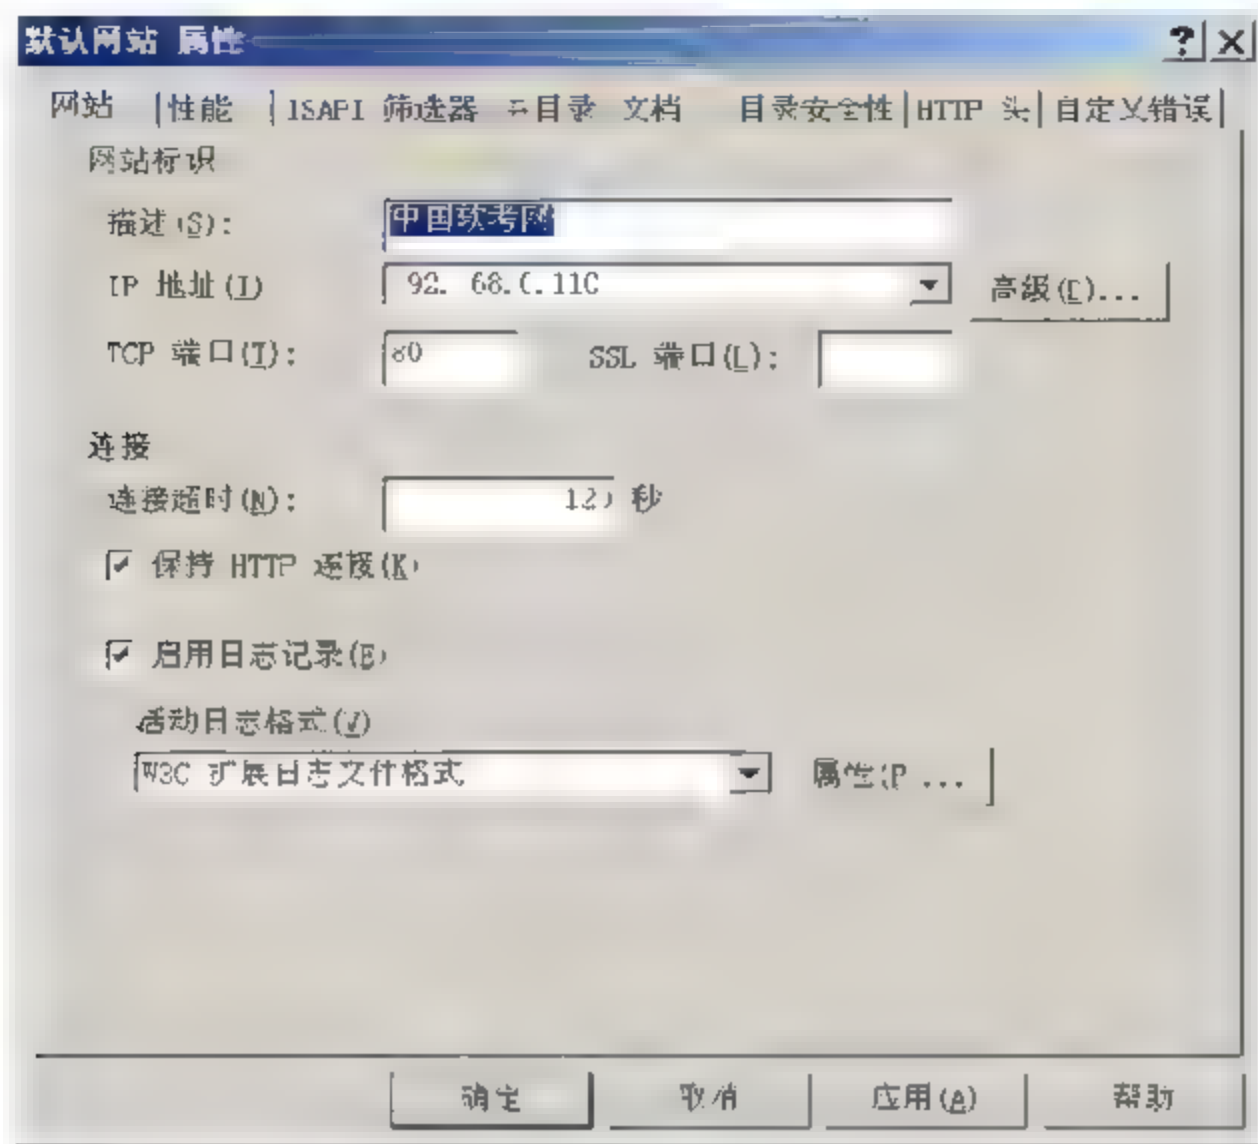 默认网站 属性
网站 性能 ISAPI 筛选器 主目录 文档 目录安全性 HTTP 头 自定义错误
网站标识
描述(S): 中国软考网
IP 地址(I) 高级(D)...
TCP 端口(T): 80 SSL 端口(L):
连接
连接超时(N): 120 秒
保持 HTTP 连接(K)
启用日志记录(E)
活动日志格式(V)
W3C 扩展日志文件格式 属性(P ...
确定 取消 应用(A) 帮助